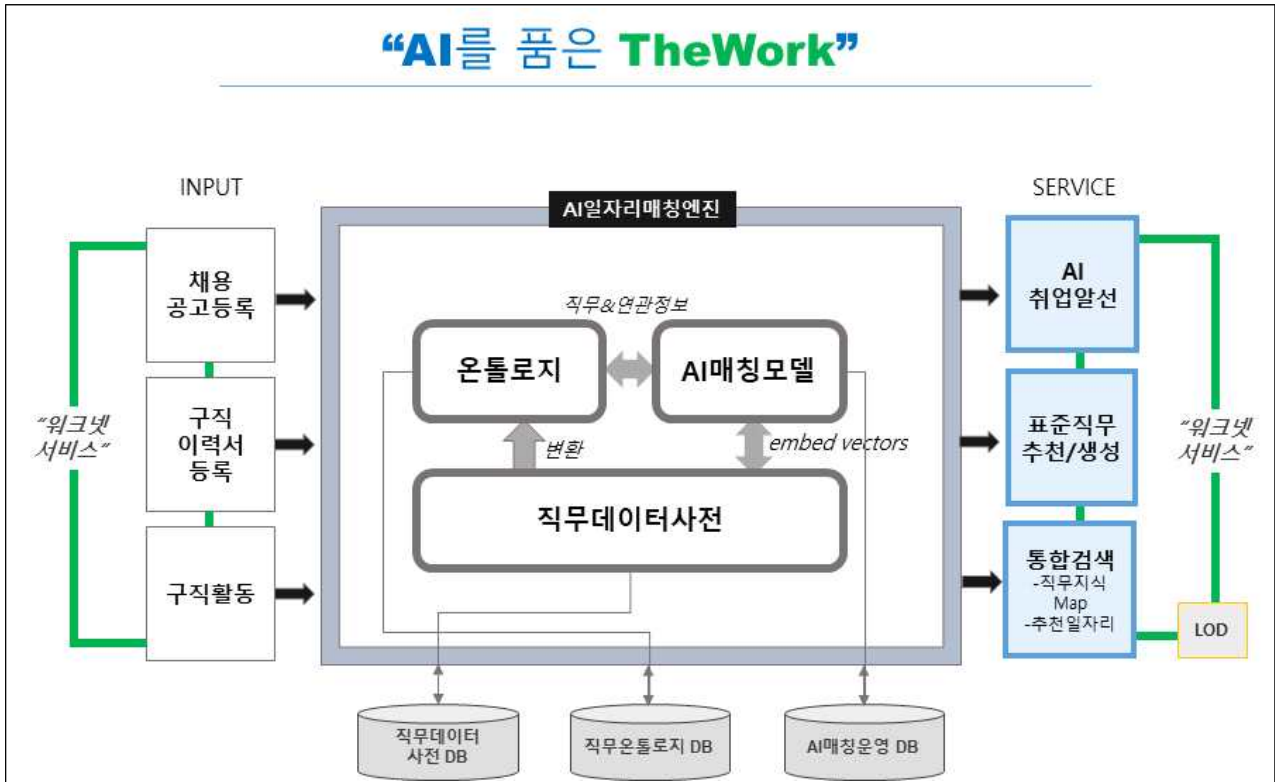 “AI를 품은 TheWork”
INPUT
SERVICE
AI일자리매칭엔진
채용
공고등록
구직
이력서
등록
구직활동
“워크넷
서비스”
직무&연관정보
온톨로지
AI매칭모델
변환
embed vectors
직무데이터사전
AI
취업알선
표준직무
추천/생성
통합검색
-직무지식
Map
-추천일자리
“워크넷
서비스”
LOD
직무데이터
사전 DB
직무온톨로지 DB
AI매칭운영 DB